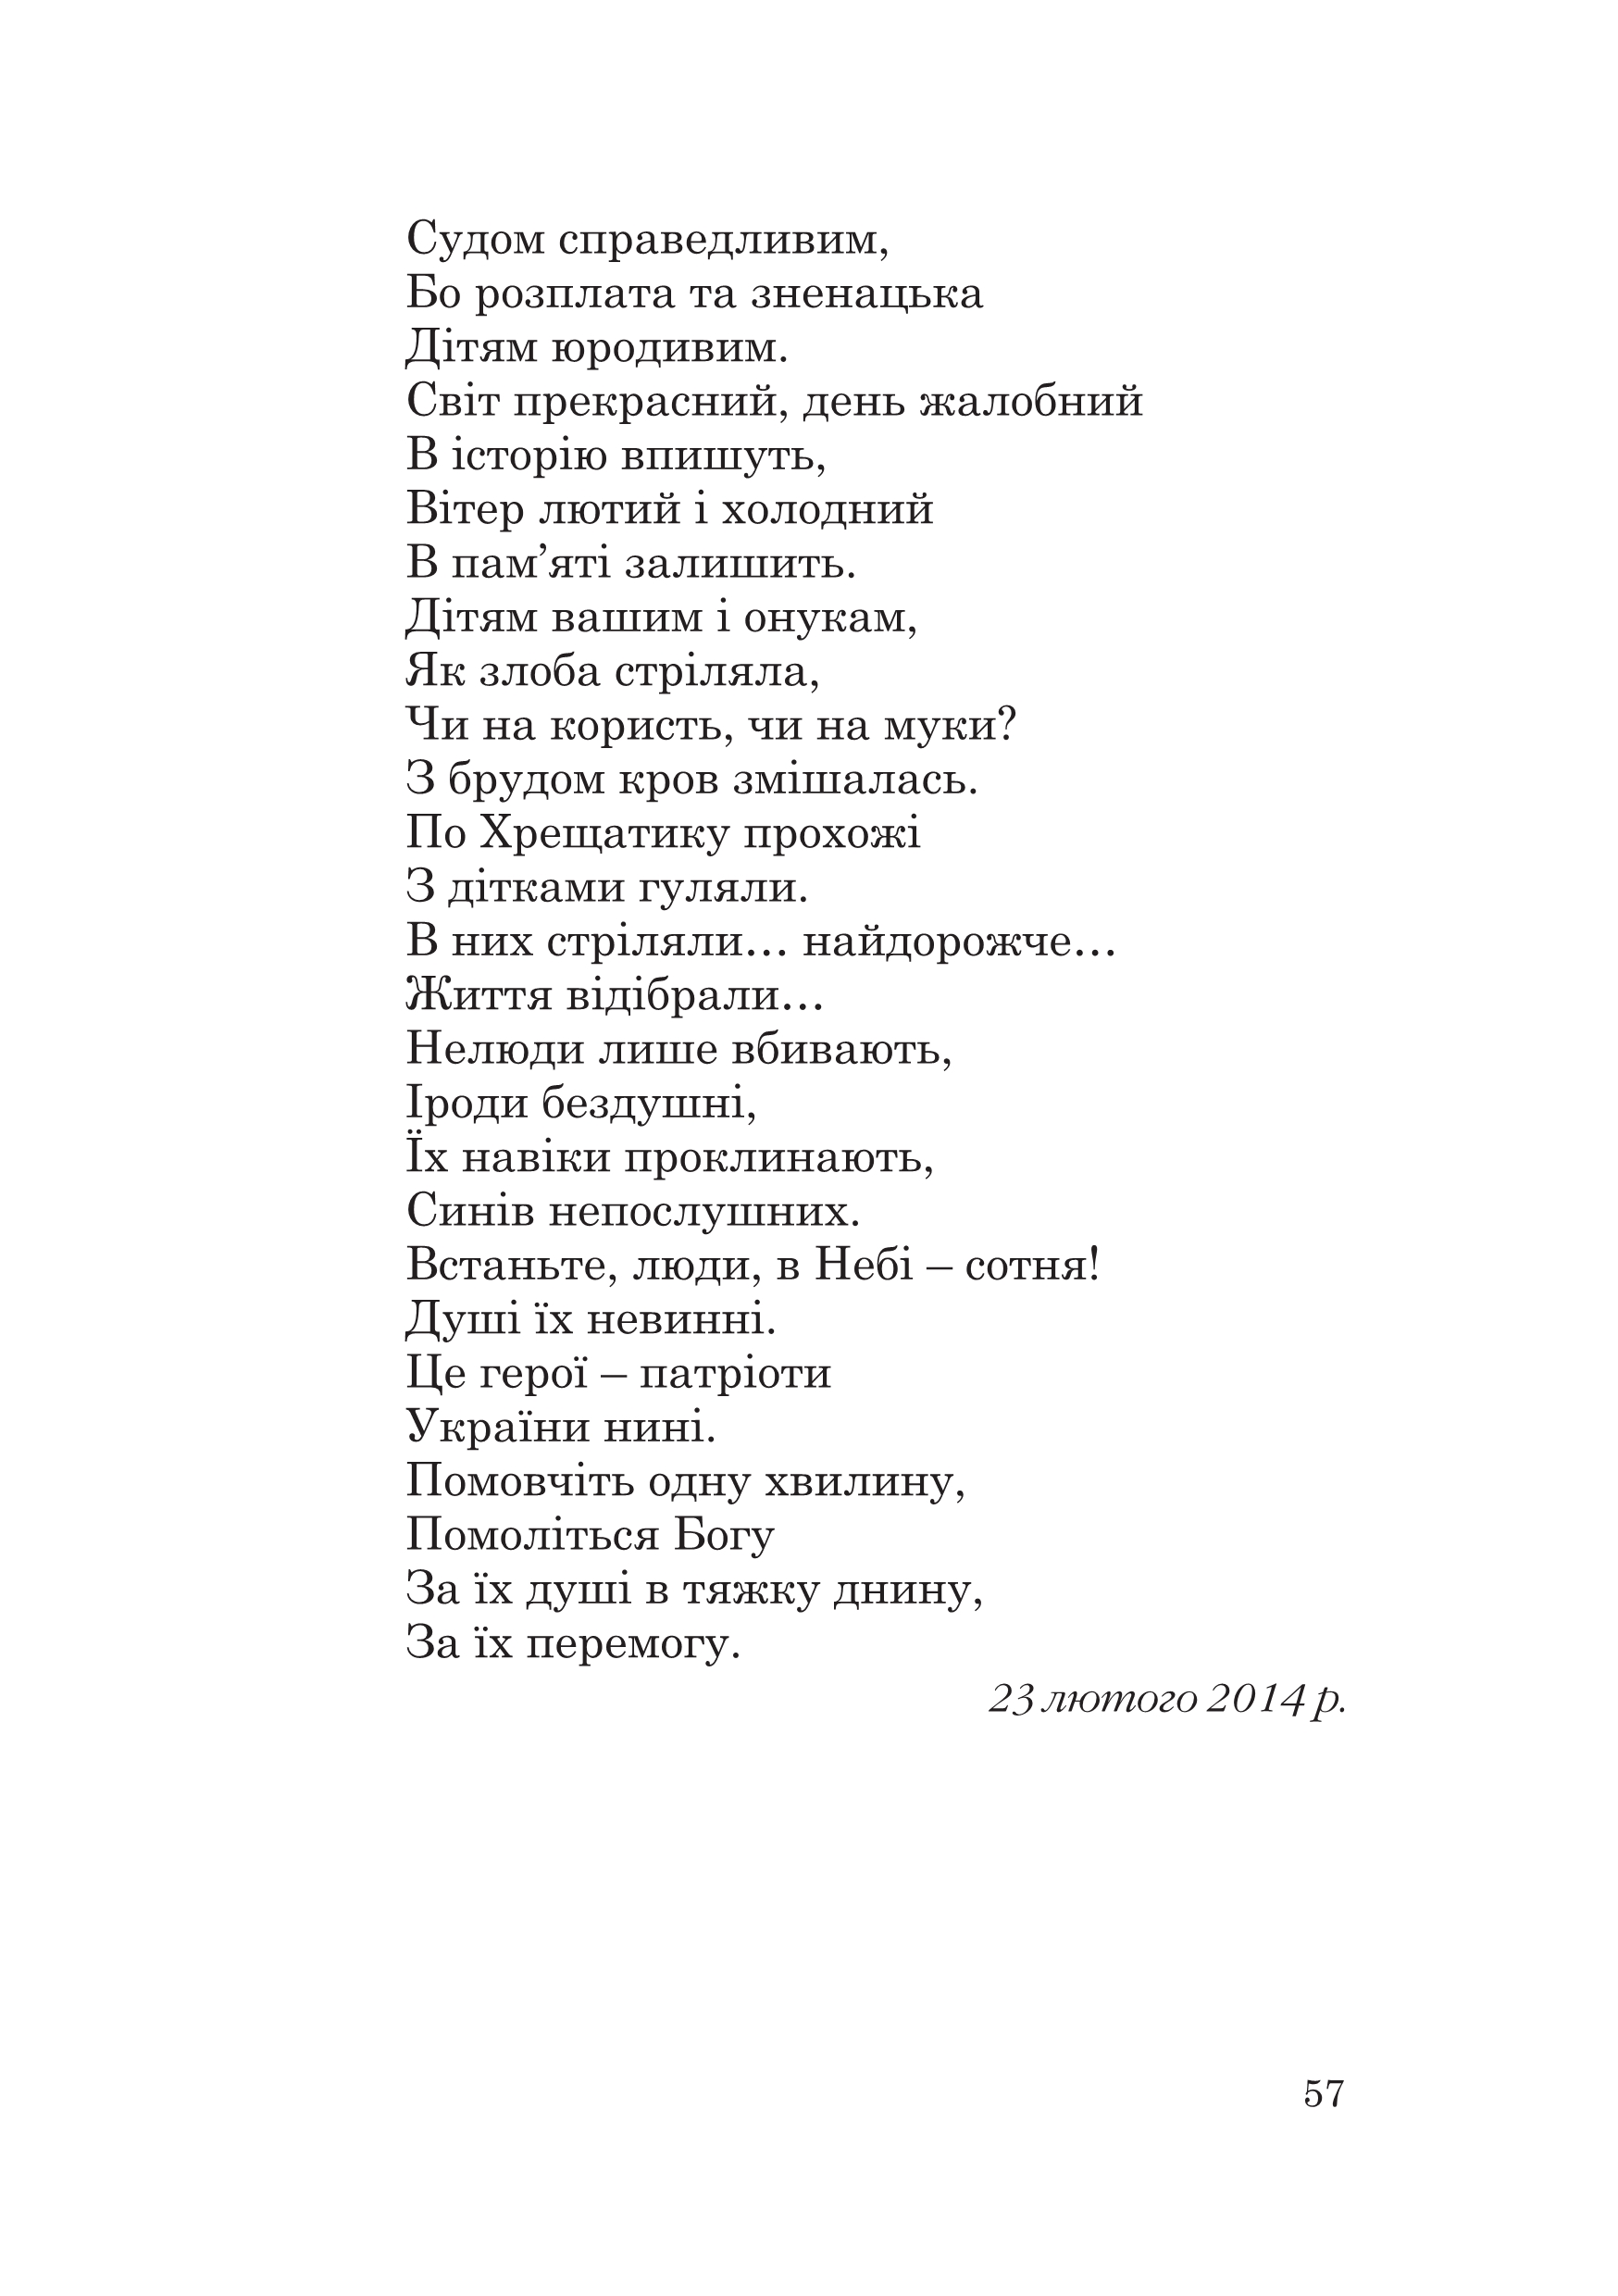 Судом справедливим,
Бо розплата та зненацька
Дітям юродивим.
Світ прекрасний, день жалобний
В історію впишуть,
Вітер лютий і холодний
В пам’яті залишить.
Дітям вашим і онукам,
Як злоба стріляла,
Чи на користь, чи на муки?
З брудом кров змішалась.
По Хрещатику прохожі
З дітками гуляли.
В них стріляли… найдорожче…
Життя відібрали…
Нелюди лише вбивають,
Іроди бездушні,
Їх навіки проклинають,
Синів непослушних.
Встаньте, люди, в Небі – сотня!
Душі їх невинні.
Це герої – патріоти
України нині.
Помовчіть одну хвилину,
Помоліться Богу
За їх душі в тяжку днину,
За їх перемогу.
23 лютого 2014 р.
57